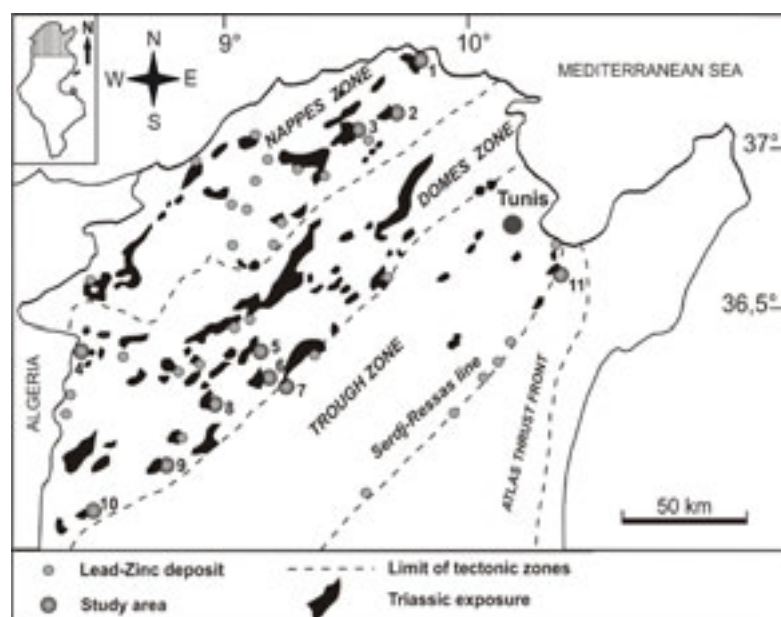 N
9°
10°
N
W E
S
MEDITERRANEAN SEA
NAPPES ZONE
1
2
3
37°
DOMES ZONE
Tunis
11
36,5°
ALGERIA
4
5
6
7
8
9
10
TROUGH ZONE
Serdj-Ressas line
ATLAS THRUST FRONT
50 km
Lead-Zinc deposit
Limit of tectonic zones
Study area
Triassic exposure